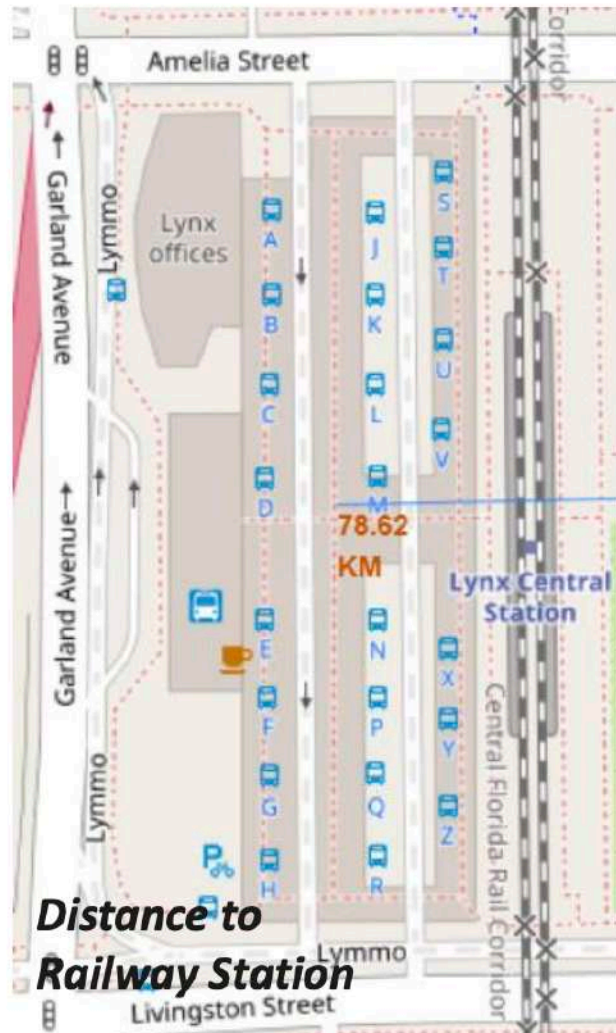 Corridor
Amelia Street
Garland Avenue
Lymmo
Lynx
offices
A
B
C
D
J
K
L
M
S
T
U
V
78.62
KM
Lynx Central
Station
Garland Avenue
E
F
G
H
N
P
Q
R
X
Y
Z
Central Florida Rail Corridor
Lymmo
P
Distance to
Railway Station
Lymmo
Livingston Street